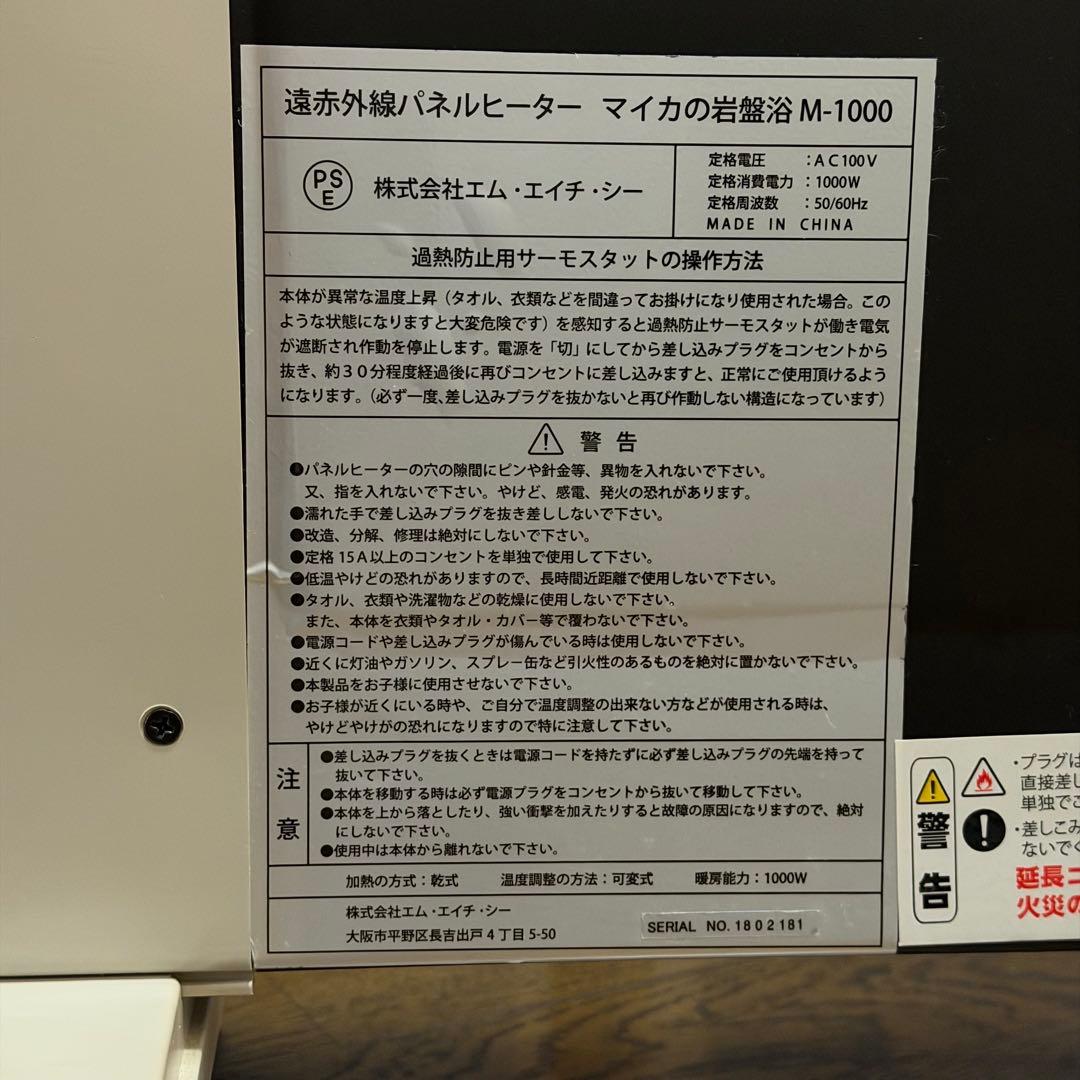 遠赤外線パネルヒーター マイカの岩盤浴 M-1000
PSE
株式会社エム・エイチ・シー
定格電圧 : AC100V
定格消費電力 : 1000W
定格周波数 : 50/60Hz
MADE IN CHINA
過熱防止用サーモスタットの操作方法
本体が異常な温度上昇（タオル、衣類などを間違ってお掛けになり使用された場合。この
ような状態になりますと大変危険です）を感知すると過熱防止サーモスタットが働き電気
が遮断され作動を停止します。電源を「切」にしてから差し込みプラグをコンセントから
抜き、約３０分程度経過後に再びコンセントに差し込みますと、正常にご使用頂けるよう
になります。（必ず一度、差し込みプラグを抜かないと再び作動しない構造になっています）
警告
●パネルヒーターの穴の隙間にピンや針金等、異物を入れないで下さい。
又、指を入れないで下さい。やけど、感電、発火の恐れがあります。
●濡れた手で差し込みプラグを抜き差ししないで下さい。
●改造、分解、修理は絶対にしないで下さい。
●定格 15A以上のコンセントを単独で使用して下さい。
●低温やけどの恐れがありますので、長時間近距離で使用しないで下さい。
●タオル、衣類や洗濯物などの乾燥に使用しないで下さい。
また、本体を衣類やタオル・カバー等で覆わないで下さい。
●電源コードや差し込みプラグが傷んでいる時は使用しないで下さい。
●近くに灯油やガソリン、スプレー缶など引火性のあるものを絶対に置かないで下さい。
●本製品をお子様に使用させないで下さい。
●お子様が近くにいる時や、ご自分で温度調整の出来ない方などが使用される時は、
やけどやけがの恐れになりますので特に注意して下さい。
注意
●差し込みプラグを抜くときは電源コードを持たずに必ず差し込みプラグの先端を持って
抜いて下さい。
●本体を移動する時は必ず電源プラグをコンセントから抜いて移動して下さい。
●本体を上から落としたり、強い衝撃を加えたりすると故障の原因になりますので、絶対
にしないで下さい。
●使用中は本体から離れないで下さい。
加熱の方式：乾式 温度調整の方法：可変式 暖房能力：1000W
株式会社エム・エイチ・シー
大阪市平野区長吉出戸４丁目 5-50
SERIAL NO. 1802181
警告
・プラグは
直接差し
単独でこ
・差しこみ
ないでく
延長コ
火災の